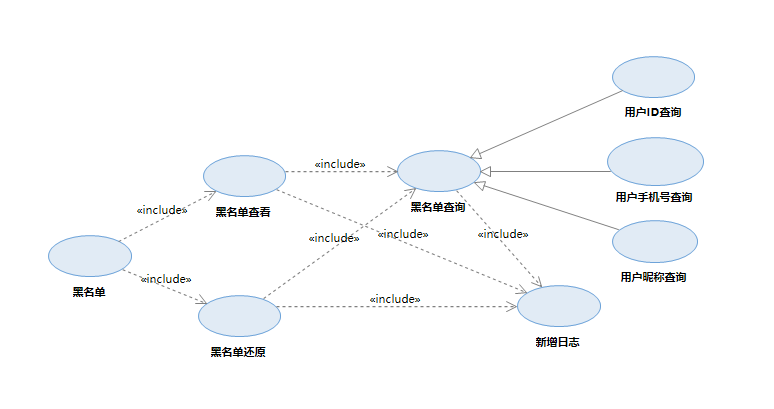 用户ID查询
«include»
用户手机号查询
黑名单查看
«include»
黑名单查询
«include»
«include»
«include»
用户昵称查询
«include»
黑名单
«include»
新增日志
黑名单还原